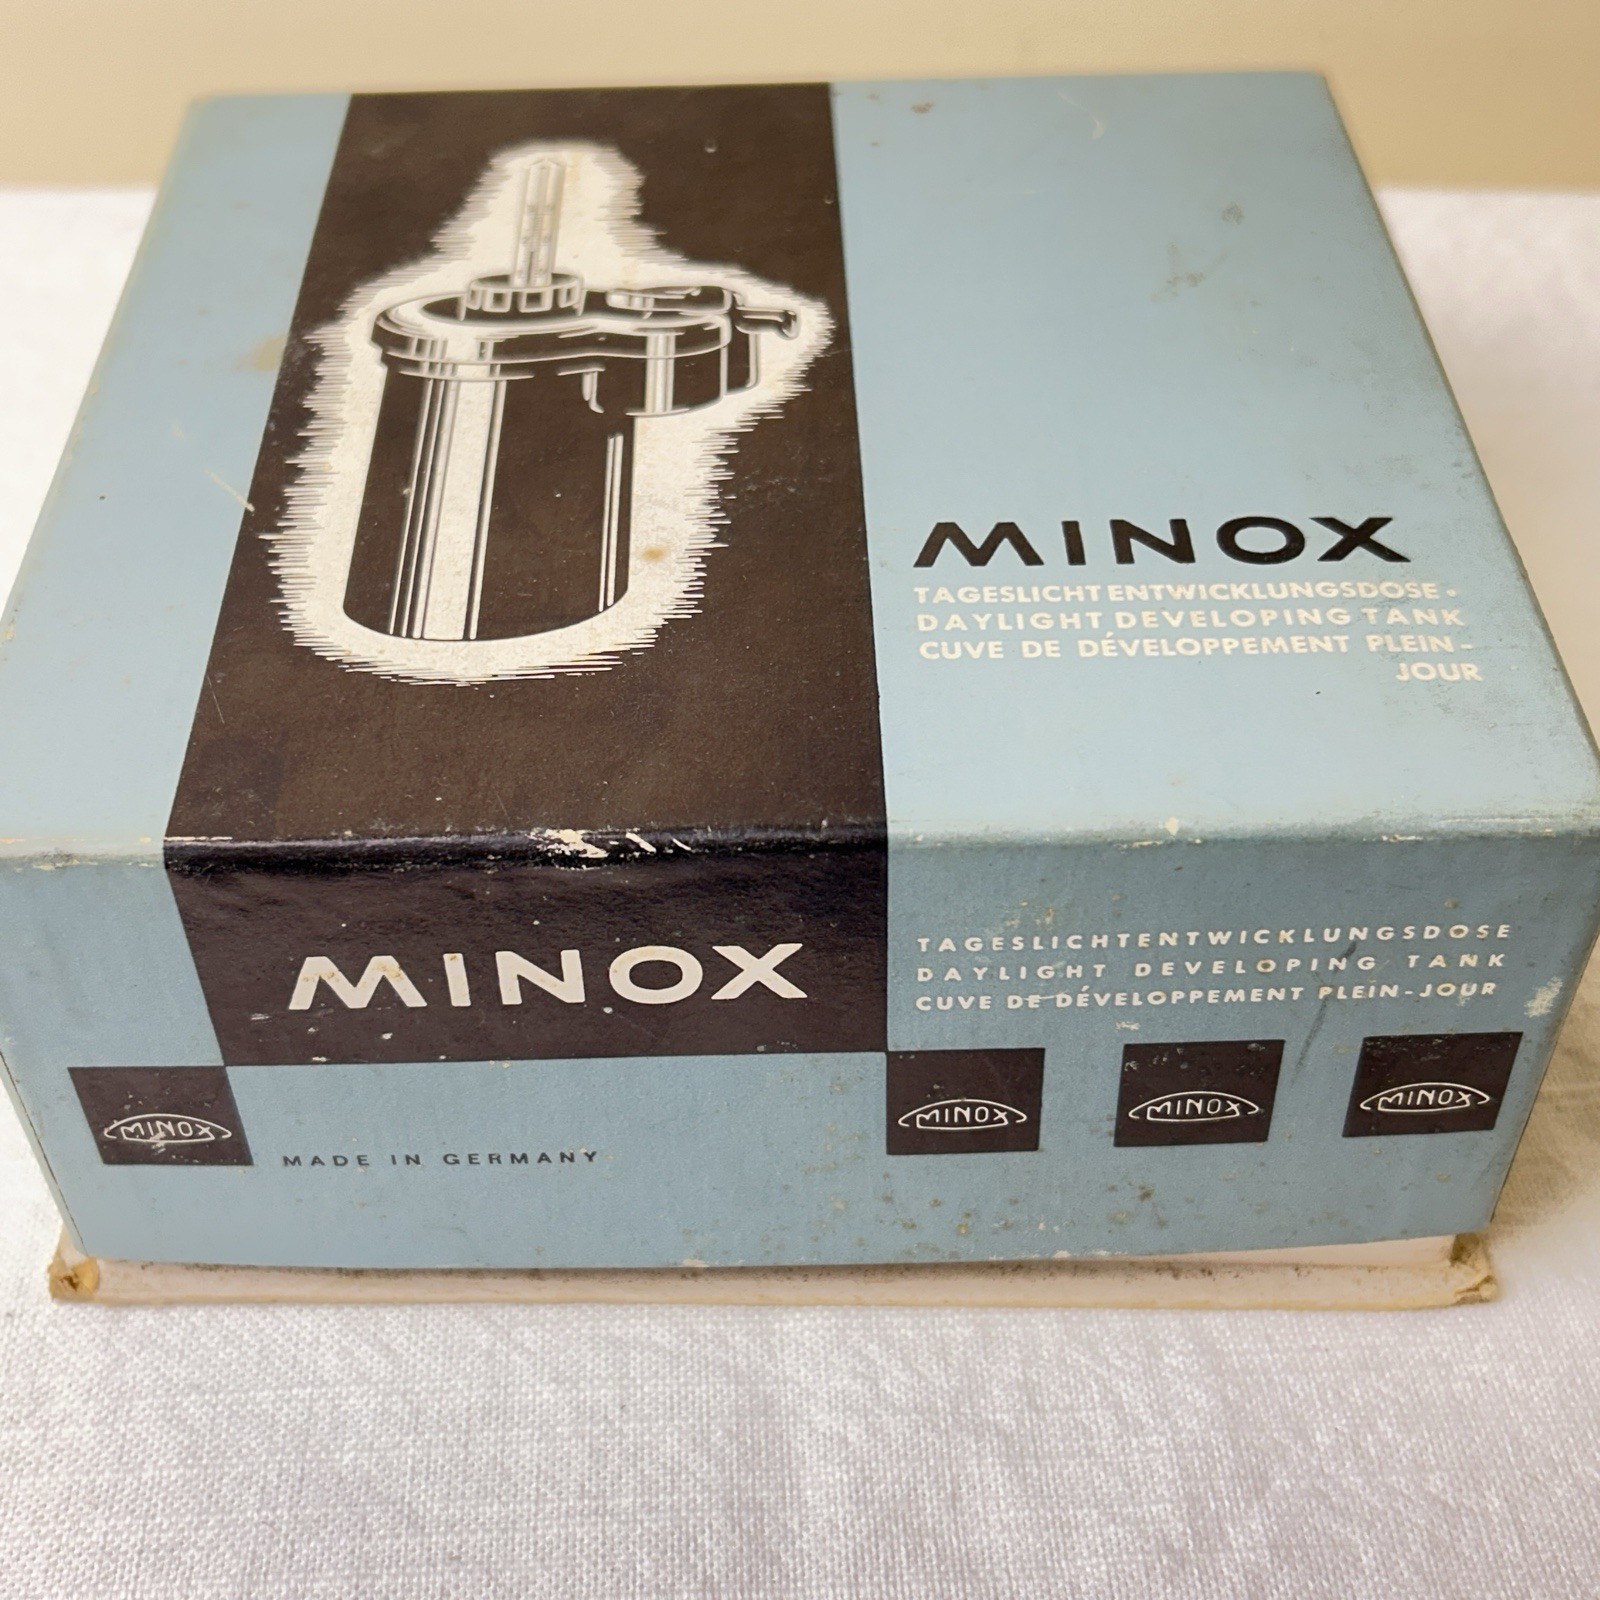 MINOX
TAGESLICHTENTWICKLUNGSDOSE •
DAYLIGHT DEVELOPING TANK
CUVE DE DÉVELOPPEMENT PLEIN-
JOUR
MINOX
TAGESLICHTENTWICKLUNGSDOSE
DAYLIGHT DEVELOPING TANK
CUVE DE DÉVELOPPEMENT PLEIN-JOUR
MINOX
MADE IN GERMANY
MINOX
MINOX
MINOX